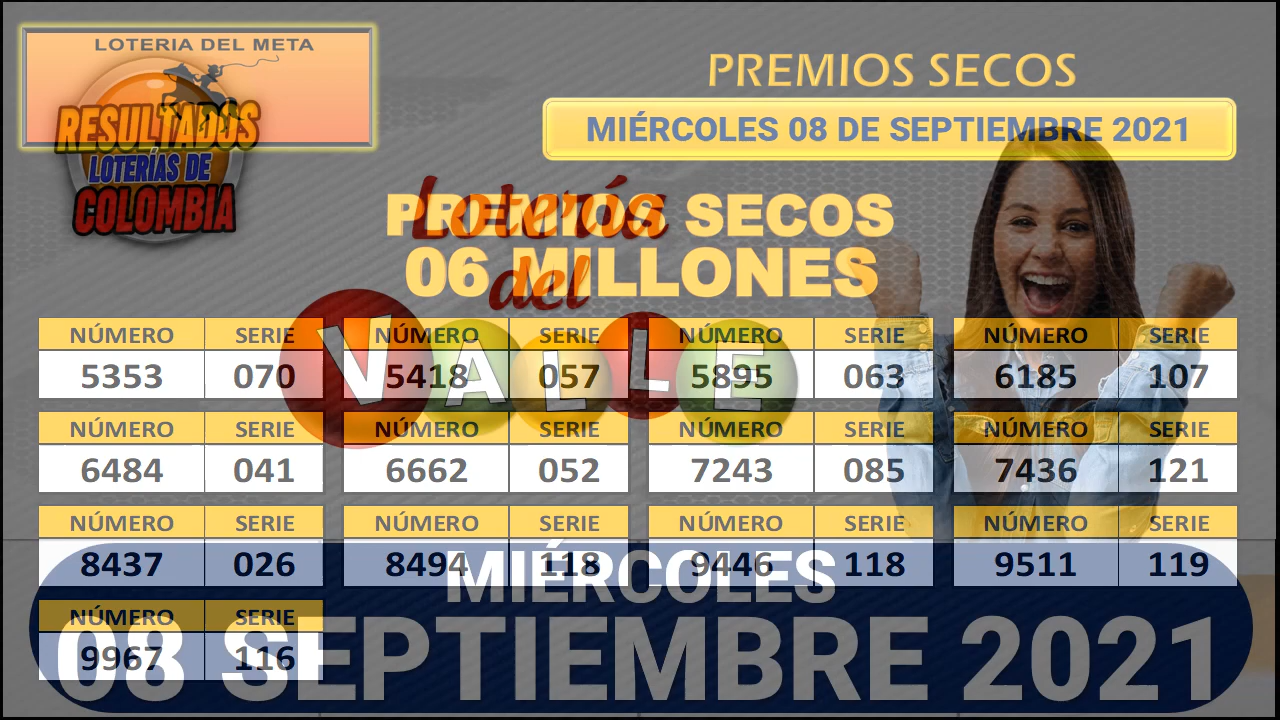 LOTERIA DEL META
RESULTADOS
LOTERÍAS DE
COLOMBIA
PREMIOS SECOS
MIÉRCOLES 08 DE SEPTIEMBRE 2021
PREMIOS SECOS
06 MILLONES
Lotería
del
VALLE
NÚMERO SERIE NÚMERO SERIE NÚMERO SERIE NÚMERO SERIE
5353 070 5418 057 5895 063 6185 107
NÚMERO SERIE NÚMERO SERIE NÚMERO SERIE NÚMERO SERIE
6484 041 6662 052 7243 085 7436 121
NÚMERO SERIE NÚMERO SERIE NÚMERO SERIE NÚMERO SERIE
8437 026 8494 118 9446 118 9511 119
NÚMERO SERIE
9967 116
MIÉRCOLES
08 SEPTIEMBRE 2021